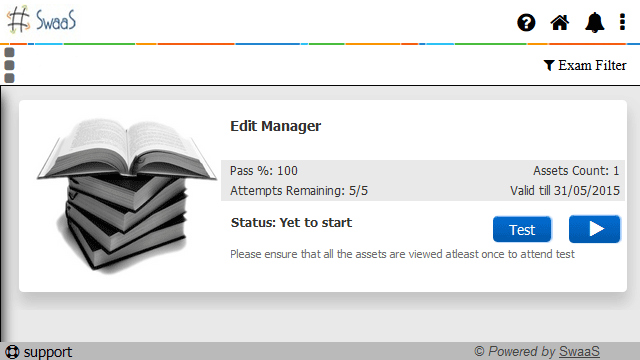 SwaaS
Exam Filter
Edit Manager
Pass %: 100
Assets Count: 1
Attempts Remaining: 5/5
Valid till 31/05/2015
Status: Yet to start
Test
Please ensure that all the assets are viewed atleast once to attend test
support
© Powered by SwaaS